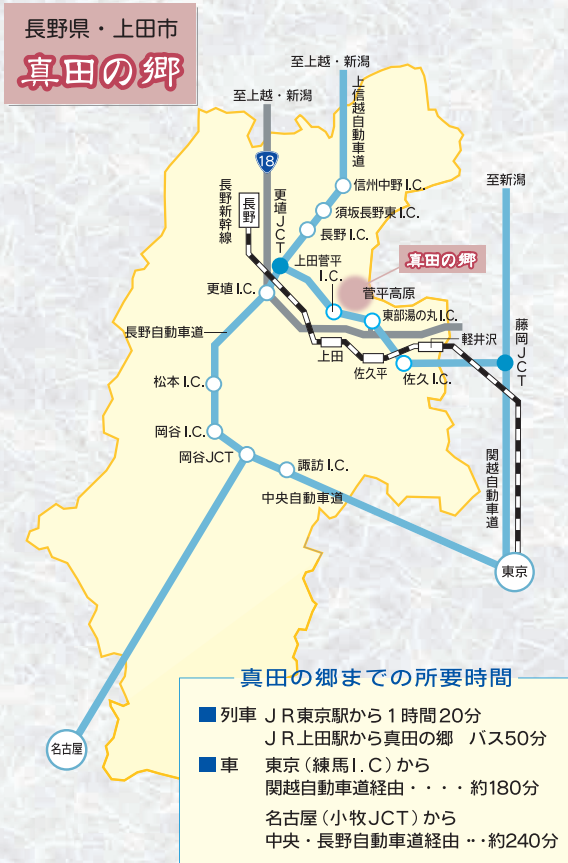 長野県・上田市
真田の郷
至上越・新潟
至上越・新潟
上信越自動車道
18
信州中野I.C.
至新潟
長野新幹線
長野
更埴JCT
須坂長野東I.C.
長野I.C.
上田菅平
I.C.
真田の郷
菅平高原
更埴I.C.
東部湯の丸I.C.
長野自動車道
上田
軽井沢
藤岡JCT
佐久平
佐久I.C.
松本I.C.
岡谷I.C.
岡谷JCT
諏訪I.C.
中央自動車道
関越自動車道
東京
名古屋
真田の郷までの所要時間
■列車 JR東京駅から1時間20分
JR上田駅から真田の郷 バス50分
■車 東京(練馬I.C)から
関越自動車道経由・・・・約180分
名古屋(小牧JCT)から
中央・長野自動車道経由・・・約240分